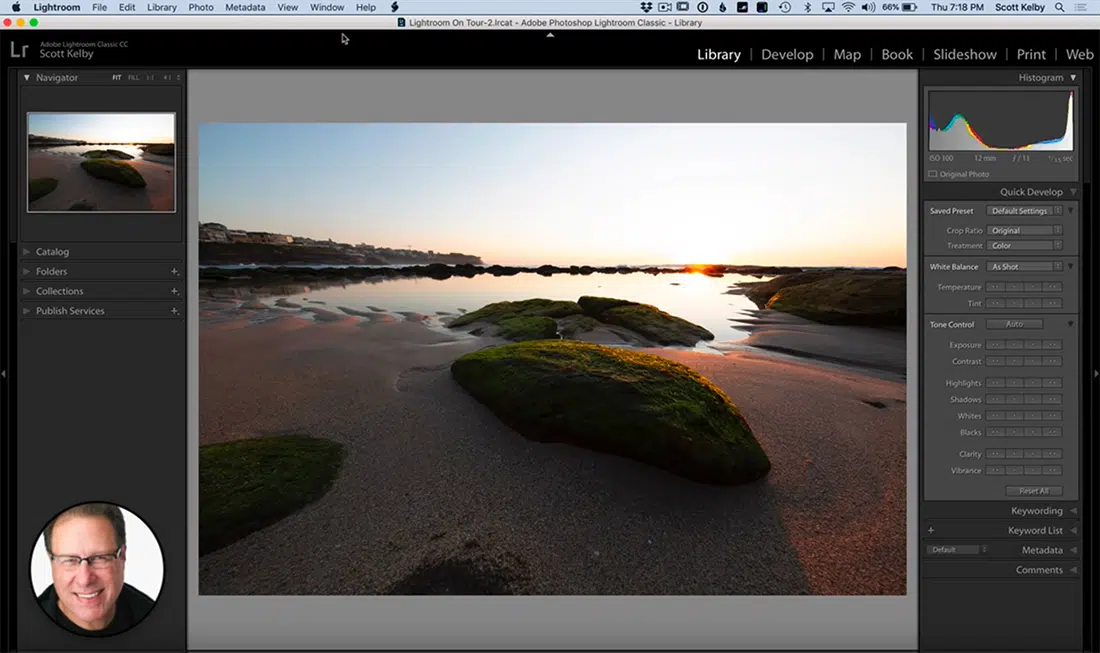 Lightroom File Edit Library Photo Metadata View Window Help 66% Thu 7:18 PM Scott Kelby
Lightroom On Tour-2.lrcat - Adobe Photoshop Lightroom Classic - Library
Lr Adobe Lightroom Classic CC
Scott Kelby
Library | Develop | Map | Book | Slideshow | Print | Web
Navigator FIT FILL 1:1
Catalog
Folders +
Collections +
Publish Services +
Histogram
ISO 100 12 mm f / 11 1/15 sec
Original Photo
Quick Develop
Saved Preset Default Settings
Crop Ratio Original
Treatment Color
White Balance As Shot
Temperature
Tint
Tone Control Auto
Exposure
Contrast
Highlights
Shadows
Whites
Blacks
Clarity
Vibrance
Reset All
Keywording
+ Keyword List
Default Metadata
Comments